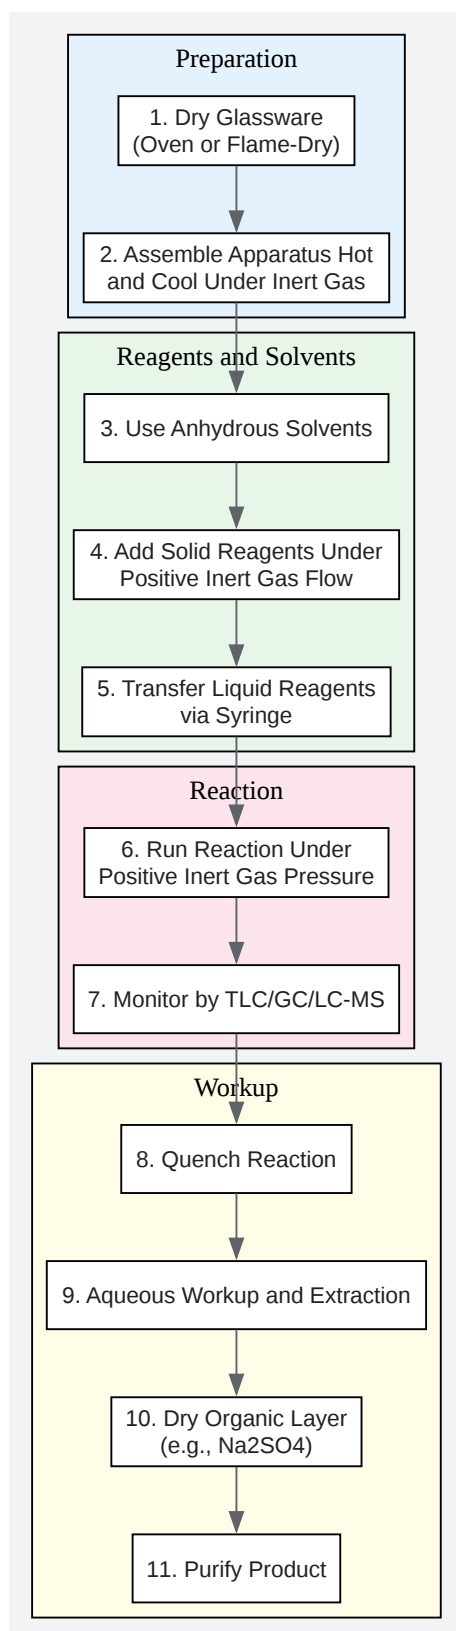 Preparation
1. Dry Glassware
(Oven or Flame-Dry)
2. Assemble Apparatus Hot
and Cool Under Inert Gas
Reagents and Solvents
3. Use Anhydrous Solvents
4. Add Solid Reagents Under
Positive Inert Gas Flow
5. Transfer Liquid Reagents
via Syringe
Reaction
6. Run Reaction Under
Positive Inert Gas Pressure
7. Monitor by TLC/GC/LC-MS
Workup
8. Quench Reaction
9. Aqueous Workup and Extraction
10. Dry Organic Layer
(e.g., Na2SO4)
11. Purify Product